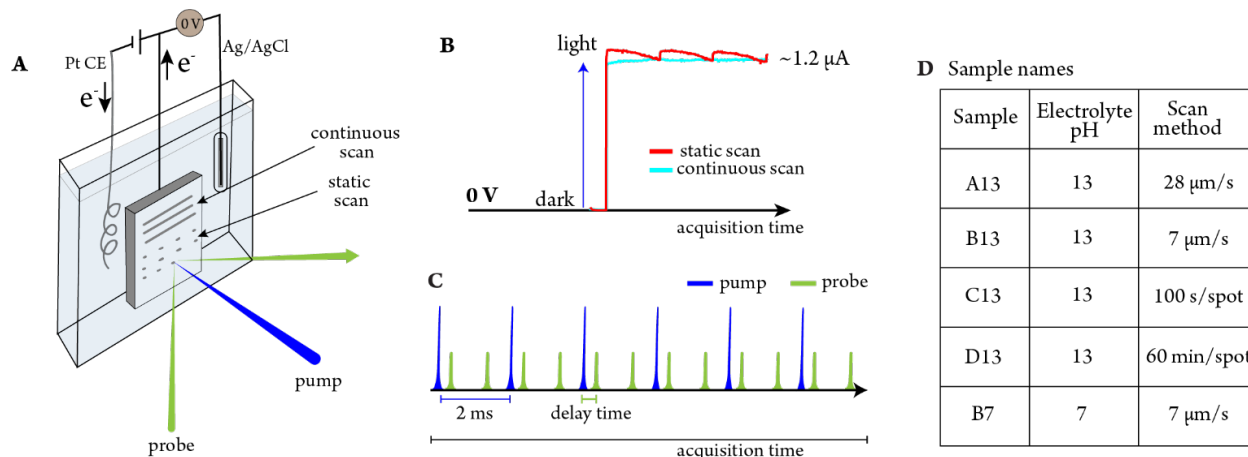 A
0 V
Pt CE
Ag/AgCl
e-
e-
continuous
scan
static
scan
pump
probe
B
light
~1.2 μA
static scan
continuous scan
0 V
dark
acquisition time
C
pump
probe
2 ms
delay time
acquisition time
D Sample names
Sample
Electrolyte
pH
Scan
method
A13
13
28 μm/s
B13
13
7 μm/s
C13
13
100 s/spot
D13
13
60 min/spot
B7
7
7 μm/s